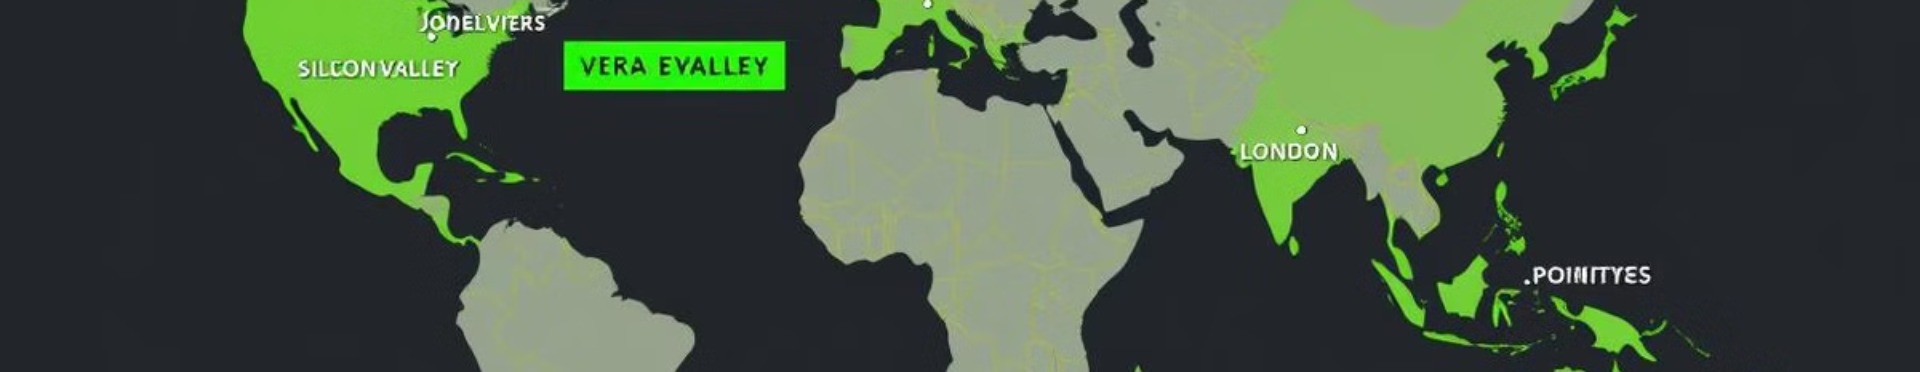 JONELVIERS
SILCONVALLEY
VERA EVALLEY
LONDON
.POINITYES